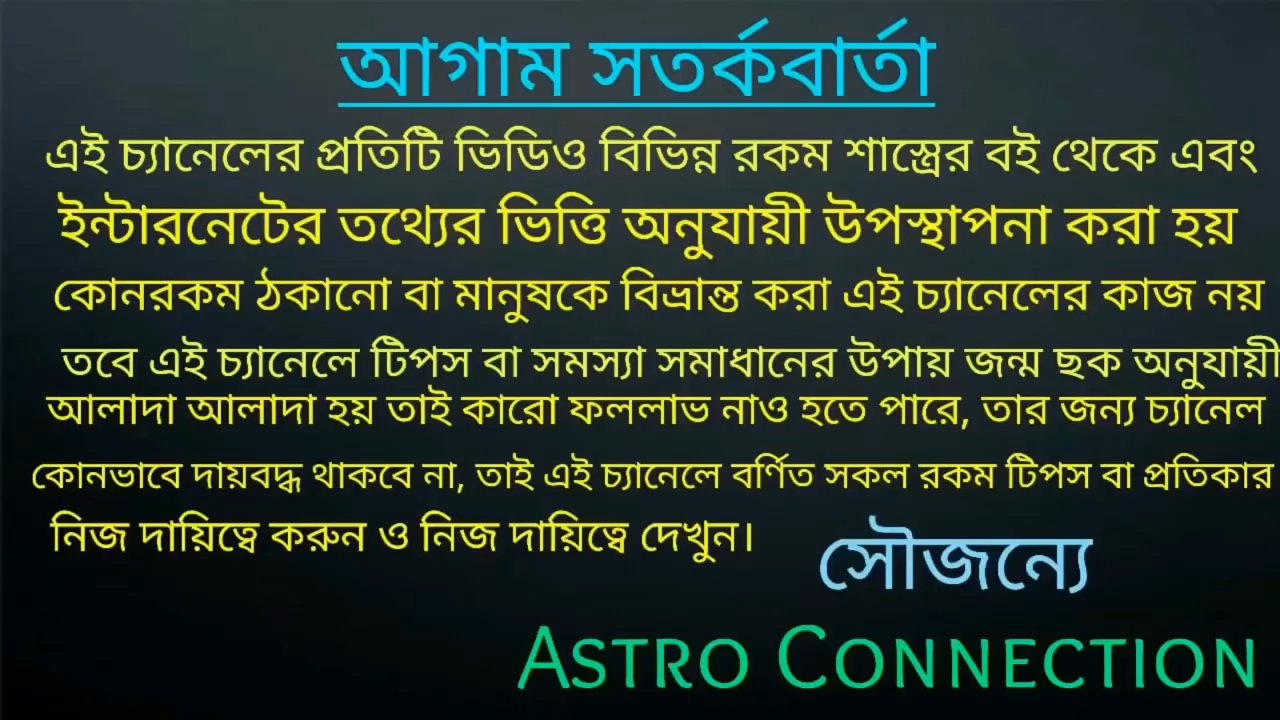 আগাম সতর্কবার্তা
এই চ্যানেলের প্রতিটি ভিডিও বিভিন্ন রকম শাস্ত্রের বই থেকে এবং
ইন্টারনেটের তথ্যের ভিত্তি অনুযায়ী উপস্থাপনা করা হয়
কোনরকম ঠকানো বা মানুষকে বিভ্রান্ত করা এই চ্যানেলের কাজ নয়
তবে এই চ্যানেলে টিপস বা সমস্যা সমাধানের উপায় জন্ম ছক অনুযায়ী
আলাদা আলাদা হয় তাই কারো ফললাভ নাও হতে পারে, তার জন্য চ্যানেল
কোনভাবে দায়বদ্ধ থাকবে না, তাই এই চ্যানেলে বর্ণিত সকল রকম টিপস বা প্রতিকার
নিজ দায়িত্বে করুন ও নিজ দায়িত্বে দেখুন।
সৌজন্যে
ASTRO CONNECTION